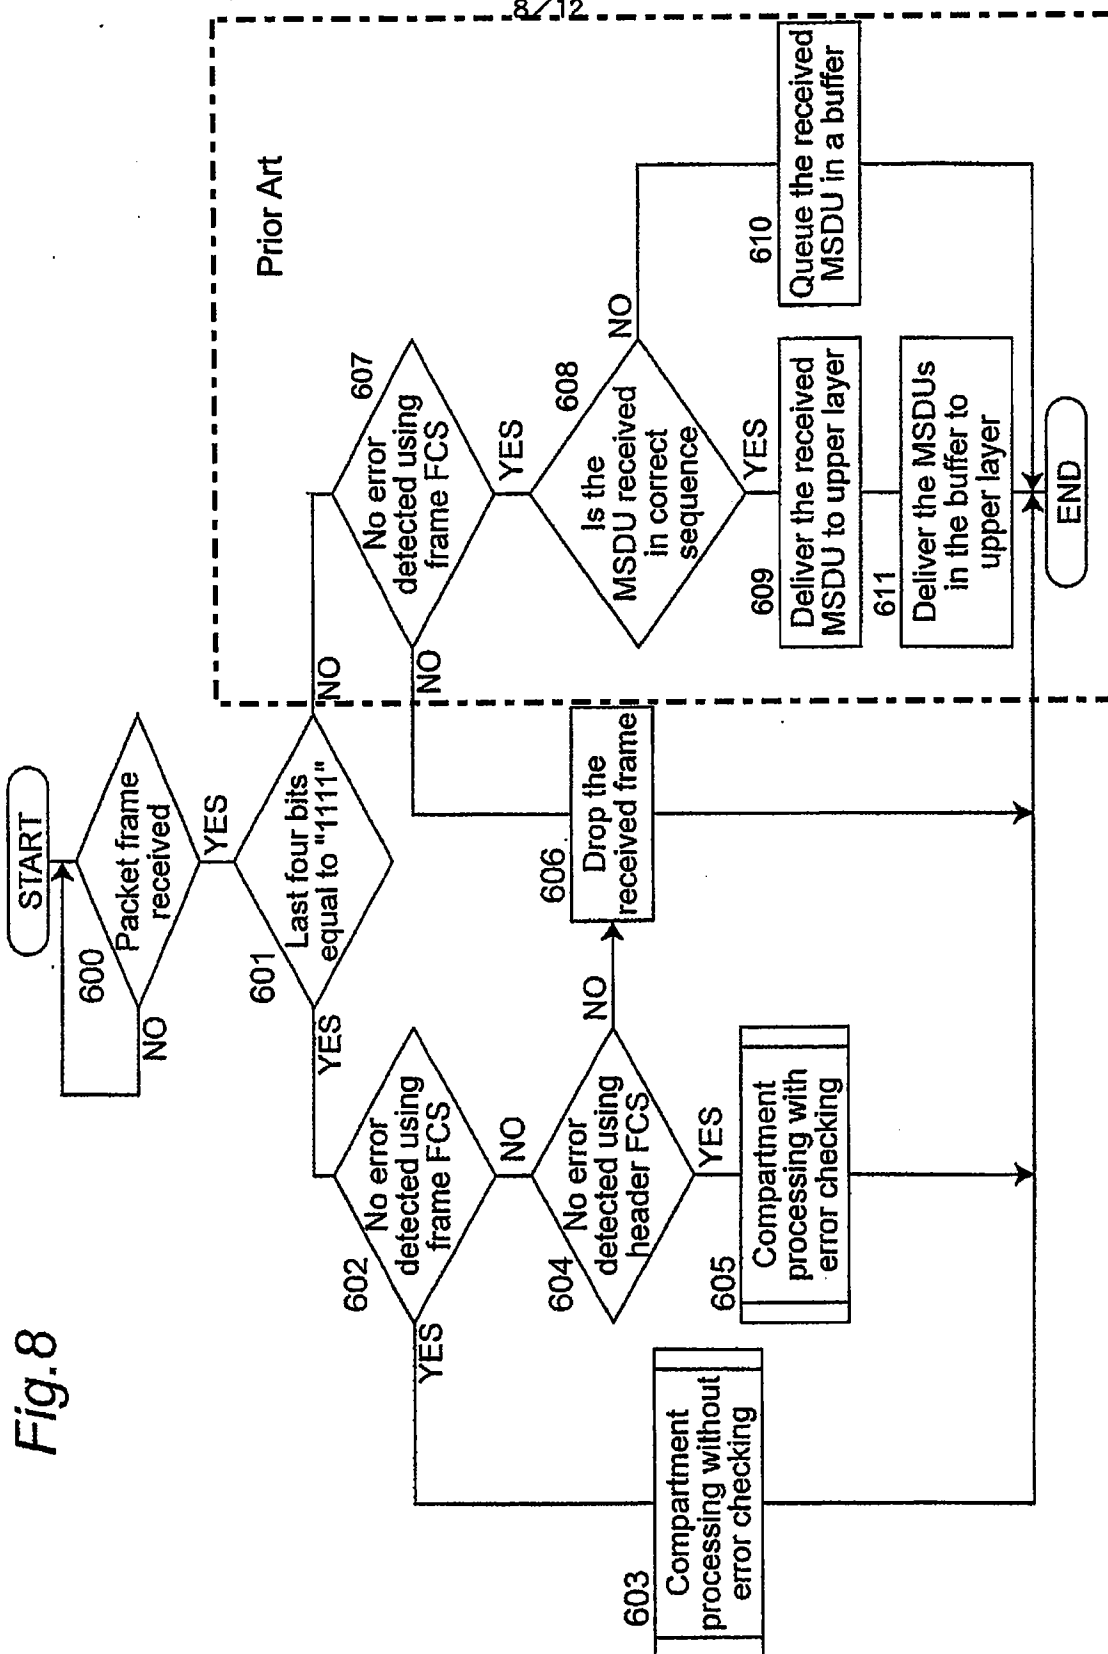 8/12
Fig.8
START
600
Packet frame
received
NO
YES
601
Last four bits
equal to "1111"
YES
NO
Prior Art
602
No error
detected using
frame FCS
YES
NO
607
No error
detected using
frame FCS
NO
YES
604
No error
detected using
header FCS
NO
YES
606
Drop the
received frame
608
Is the
MSDU received
in correct
sequence
NO
YES
603
Compartment
processing without
error checking
605
Compartment
processing with
error checking
609
Deliver the received
MSDU to upper layer
610
Queue the received
MSDU in a buffer
611
Deliver the MSDUs
in the buffer to
upper layer
END